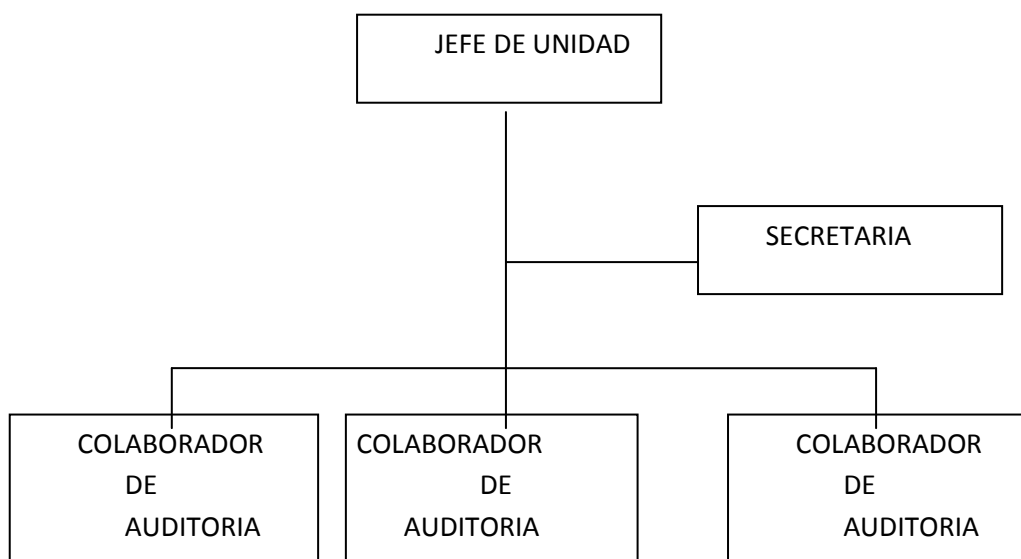 JEFE DE UNIDAD
SECRETARIA
COLABORADOR
DE
AUDITORIA
COLABORADOR
DE
AUDITORIA
COLABORADOR
DE
AUDITORIA